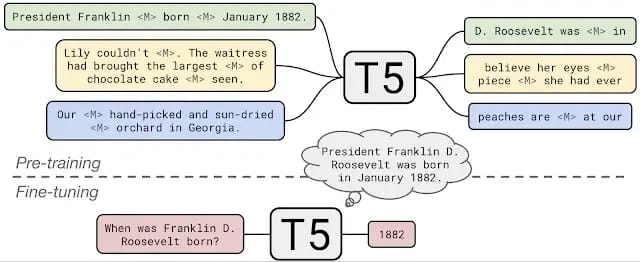 President Franklin <M> born <M> January 1882.
Lily couldn't <M>. The waitress
had brought the largest <M> of
chocolate cake <M> seen.
Our <M> hand-picked and sun-dried
<M> orchard in Georgia.
T5
D. Roosevelt was <M> in
believe her eyes <M>
piece <M> she had ever
peaches are <M> at our
Pre-training
President Franklin D.
Roosevelt was born
in January 1882.
Fine-tuning
When was Franklin D.
Roosevelt born?
T5
1882